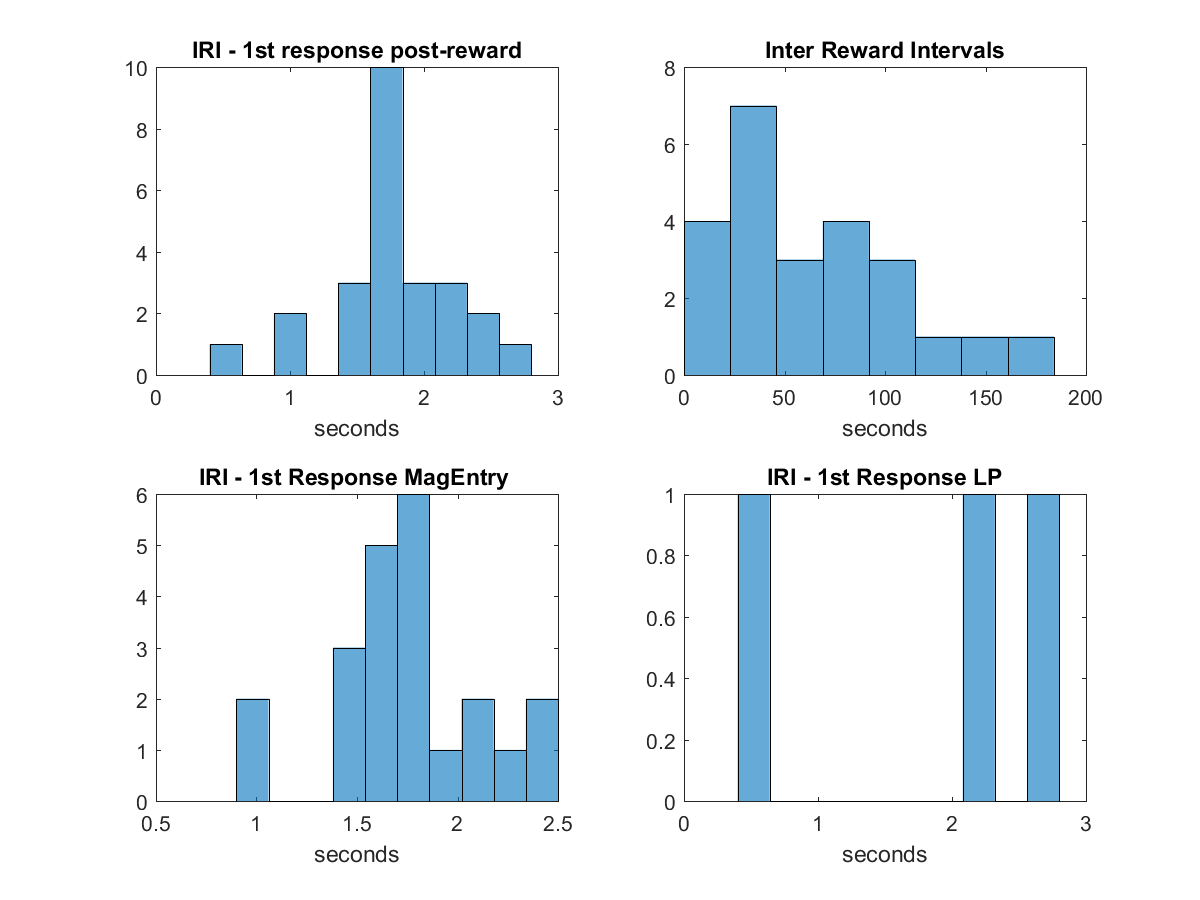 IRI - 1st response post-reward
10
8
6
4
2
0
0 1 2 3
seconds
Inter Reward Intervals
8
6
4
2
0
0 50 100 150 200
seconds
IRI - 1st Response MagEntry
6
5
4
3
2
1
0
0.5 1 1.5 2 2.5
seconds
IRI - 1st Response LP
1
0.8
0.6
0.4
0.2
0
0 1 2 3
seconds